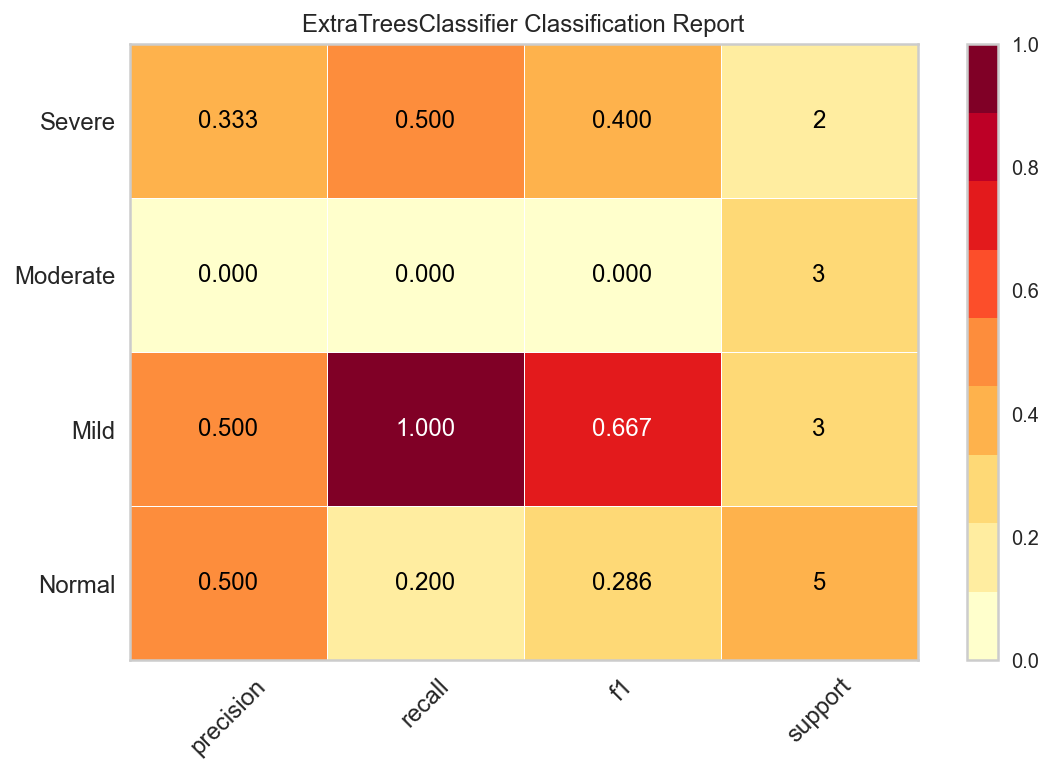 ExtraTreesClassifier Classification Report
Severe 0.333 0.500 0.400 2
Moderate 0.000 0.000 0.000 3
Mild 0.500 1.000 0.667 3
Normal 0.500 0.200 0.286 5
precision recall f1 support
1.0
0.8
0.6
0.4
0.2
0.0